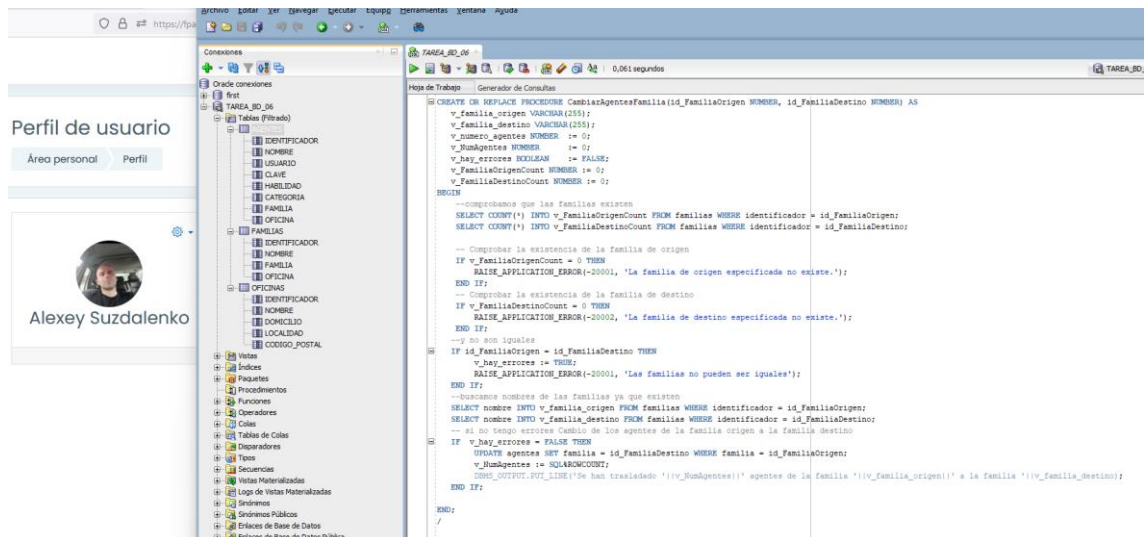 Archivo Editar Ver Navegar Ejecutar Equipo Herramientas Ventana Ayuda
https://fpa
Perfil de usuario
Área personal
Perfil
Alexey Suzdalenko
Conexiones
Oracle conexiones
first
TAREA_BD_06
Tablas (Filtrado)
IDENTIFICADOR
NOMBRE
USUARIO
CLAVE
HABILIDAD
CATEGORIA
FAMILIA
OFICINA
FAMILIAS
IDENTIFICADOR
NOMBRE
FAMILIA
OFICINA
OFICINAS
IDENTIFICADOR
NOMBRE
DOMICILIO
LOCALIDAD
CODIGO_POSTAL
Vistas
Índices
Paquetes
Procedimientos
Funciones
Operadores
Colas
Tablas de Colas
Disparadores
Tipos
Secuencias
Vistas Materializadas
Logs de Vistas Materializadas
Sinónimos
Sinónimos Públicos
Enlaces de Base de Datos
Enlaces de Base de Datos Pública
TAREA_BD_06
0,061 segundos
TAREA_BD_
Hoja de Trabajo
Generador de Consultas
CREATE OR REPLACE PROCEDURE CambiarAgentesFamilia(id_FamiliaOrigen NUMBER, id_FamiliaDestino NUMBER) AS
v_familia_origen VARCHAR(255);
v_familia_destino VARCHAR(255);
v_numero_agentes NUMBER := 0;
v_NumAgentes NUMBER := 0;
v_hay_errores BOOLEAN := FALSE;
v_FamiliaOrigenCount NUMBER := 0;
v_FamiliaDestinoCount NUMBER := 0;
BEGIN
--comprobamos que las familias existen
SELECT COUNT(*) INTO v_FamiliaOrigenCount FROM familias WHERE identificador = id_FamiliaOrigen;
SELECT COUNT(*) INTO v_FamiliaDestinoCount FROM familias WHERE identificador = id_FamiliaDestino;
-- Comprobar la existencia de la familia de origen
IF v_FamiliaOrigenCount = 0 THEN
RAISE_APPLICATION_ERROR(-20001, 'La familia de origen especificada no existe.');
END IF;
-- Comprobar la existencia de la familia de destino
IF v_FamiliaDestinoCount = 0 THEN
RAISE_APPLICATION_ERROR(-20002, 'La familia de destino especificada no existe.');
END IF;
--y no son iguales
IF id_FamiliaOrigen = id_FamiliaDestino THEN
v_hay_errores := TRUE;
RAISE_APPLICATION_ERROR(-20001, 'Las familias no pueden ser iguales');
END IF;
--buscamos nombres de las familias ya que existen
SELECT nombre INTO v_familia_origen FROM familias WHERE identificador = id_FamiliaOrigen;
SELECT nombre INTO v_familia_destino FROM familias WHERE identificador = id_FamiliaDestino;
-- si no tengo errores Cambio de los agentes de la familia origen a la familia destino
IF v_hay_errores = FALSE THEN
UPDATE agentes SET familia = id_FamiliaDestino WHERE familia = id_FamiliaOrigen;
v_NumAgentes := SQL%ROWCOUNT;
DBMS_OUTPUT.PUT_LINE('Se han trasladado '||v_NumAgentes||' agentes de la familia '||v_familia_origen||' a la familia '||v_familia_destino);
END IF;
END;
/